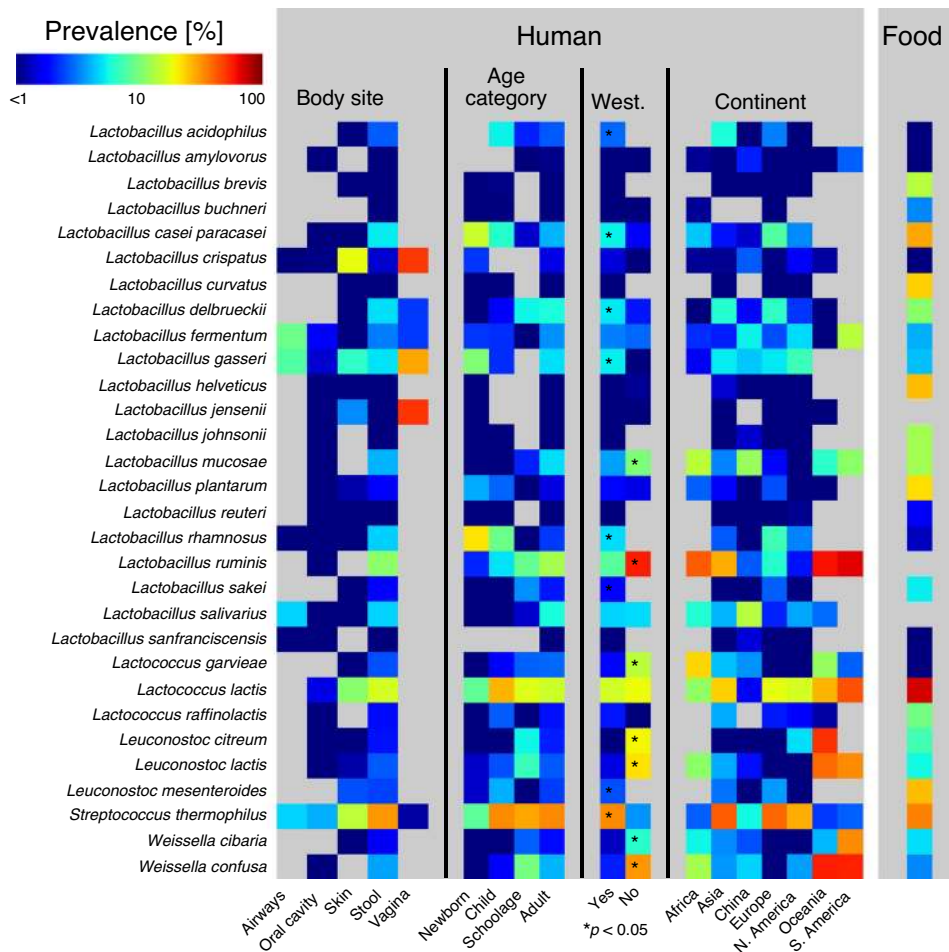 Prevalence [%]
<1 10 100
Human
Food
Body site
Age category
West.
Continent
Lactobacillus acidophilus
Lactobacillus amylovorus
Lactobacillus brevis
Lactobacillus buchneri
Lactobacillus casei paracasei
Lactobacillus crispatus
Lactobacillus curvatus
Lactobacillus delbrueckii
Lactobacillus fermentum
Lactobacillus gasseri
Lactobacillus helveticus
Lactobacillus jensenii
Lactobacillus johnsonii
Lactobacillus mucosae
Lactobacillus plantarum
Lactobacillus reuteri
Lactobacillus rhamnosus
Lactobacillus ruminis
Lactobacillus sakei
Lactobacillus salivarius
Lactobacillus sanfranciscensis
Lactococcus garvieae
Lactococcus lactis
Lactococcus raffinolactis
Leuconostoc citreum
Leuconostoc lactis
Leuconostoc mesenteroides
Streptococcus thermophilus
Weissella cibaria
Weissella confusa
Airways
Oral cavity
Skin
Stool
Vagina
Newborn
Child
Schoolage
Adult
Yes
No
*p < 0.05
Africa
Asia
China
Europe
N. America
Oceania
S. America